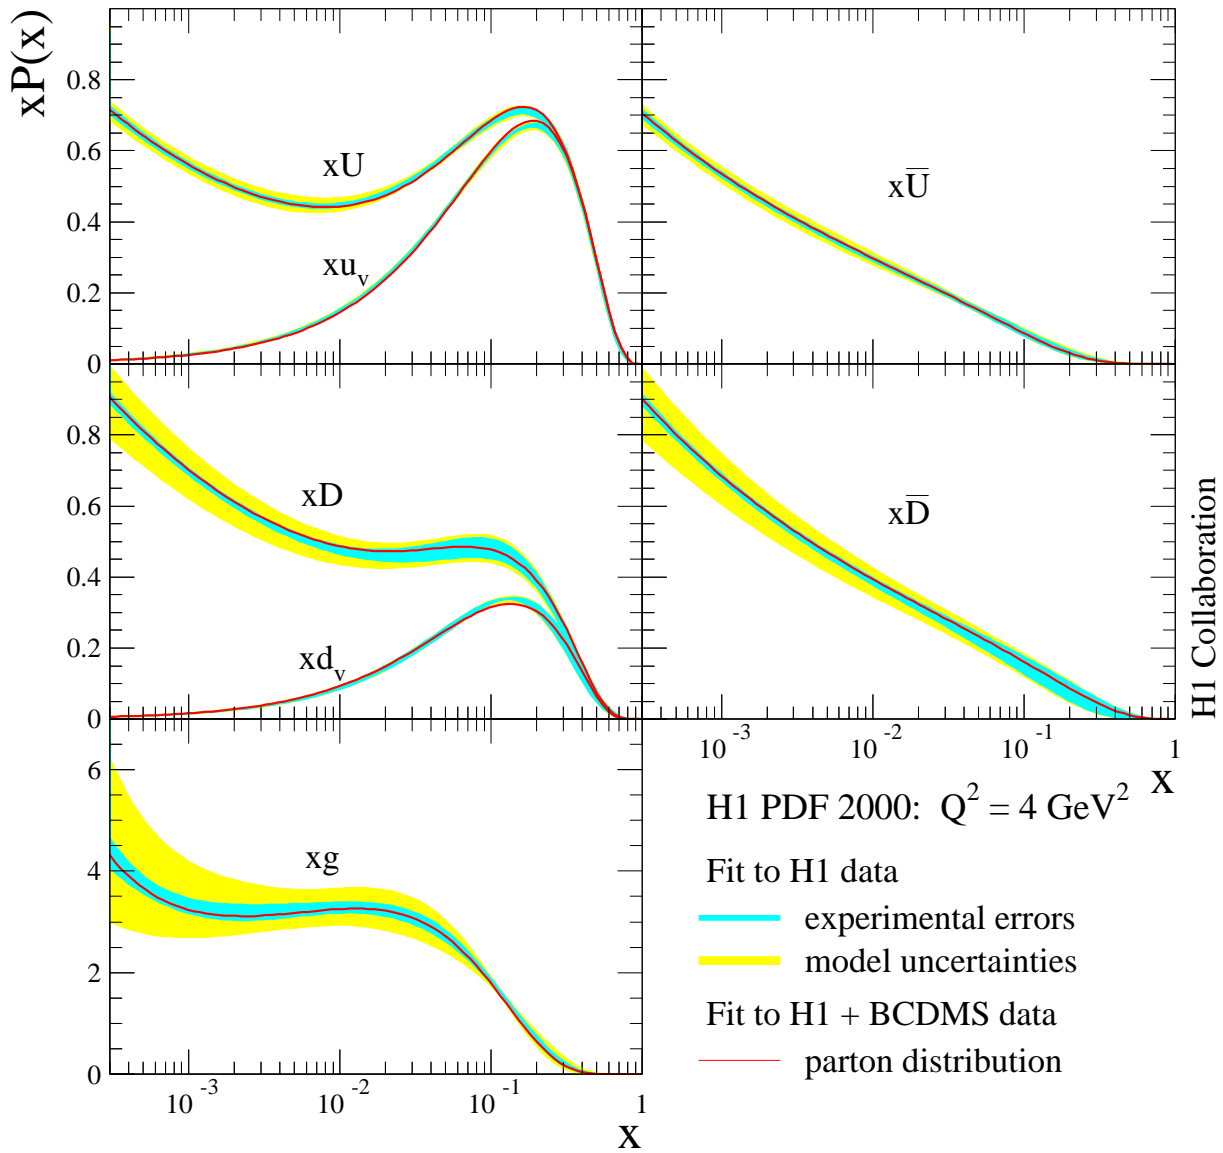 xP(x)
0.8
0.6
0.4
0.2
0
xU
xu_v
xU̅
0.8
0.6
0.4
0.2
0
xD
xd_v
xD̅
10^-3 10^-2 10^-1 1
x
6
4
2
0
xg
10^-3 10^-2 10^-1 1
x
H1 PDF 2000: Q^2 = 4 GeV^2
Fit to H1 data
experimental errors
model uncertainties
Fit to H1 + BCDMS data
parton distribution
H1 Collaboration